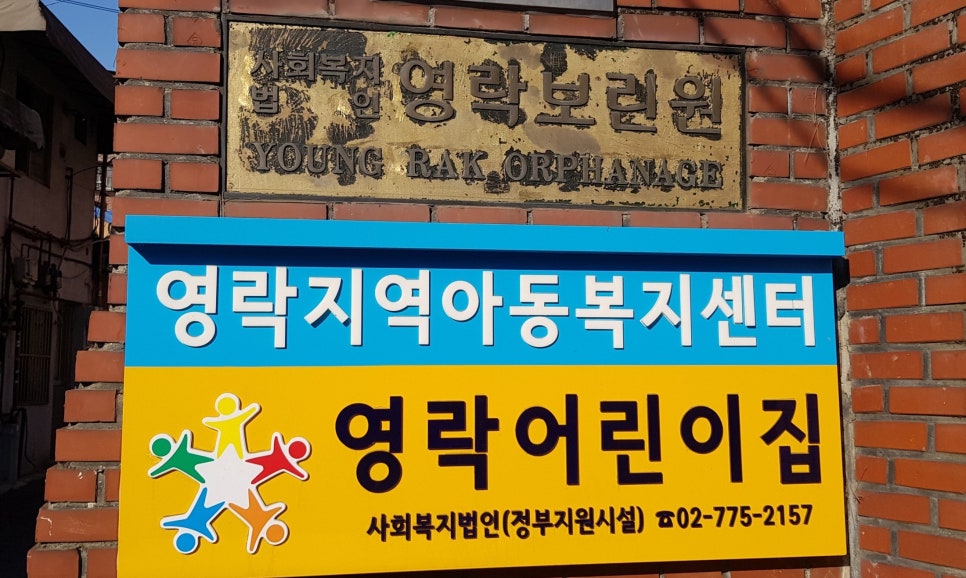 사회복지
법인 영락보린원
YOUNG RAK ORPHANAGE
영락지역아동복지센터
영락어린이집
사회복지법인(정부지원시설) ☎02-775-2157